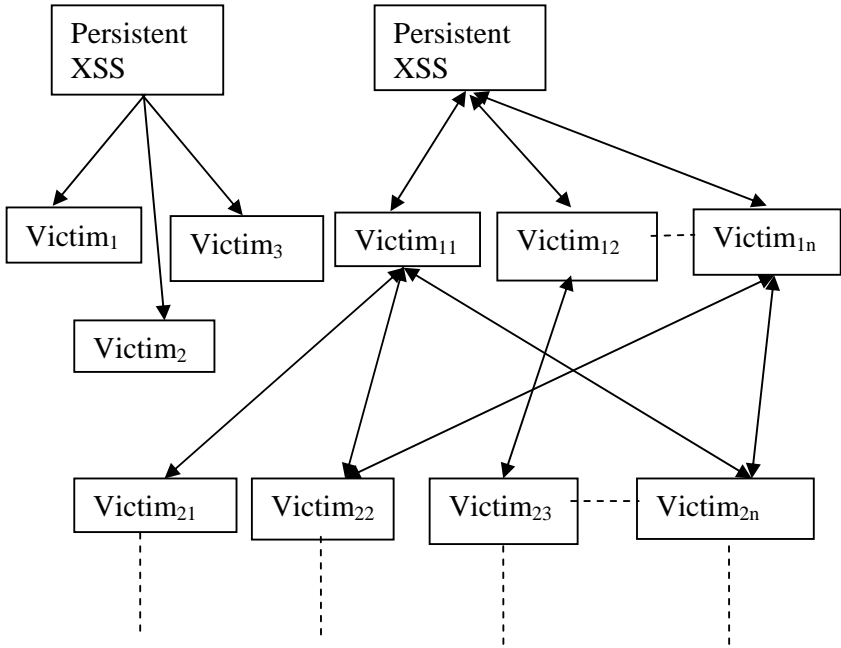 Persistent
XSS
Persistent
XSS
Victim₁
Victim₃
Victim₁₁
Victim₁₂
Victim₁ₙ
Victim₂
Victim₂₁
Victim₂₂
Victim₂₃
Victim₂ₙ